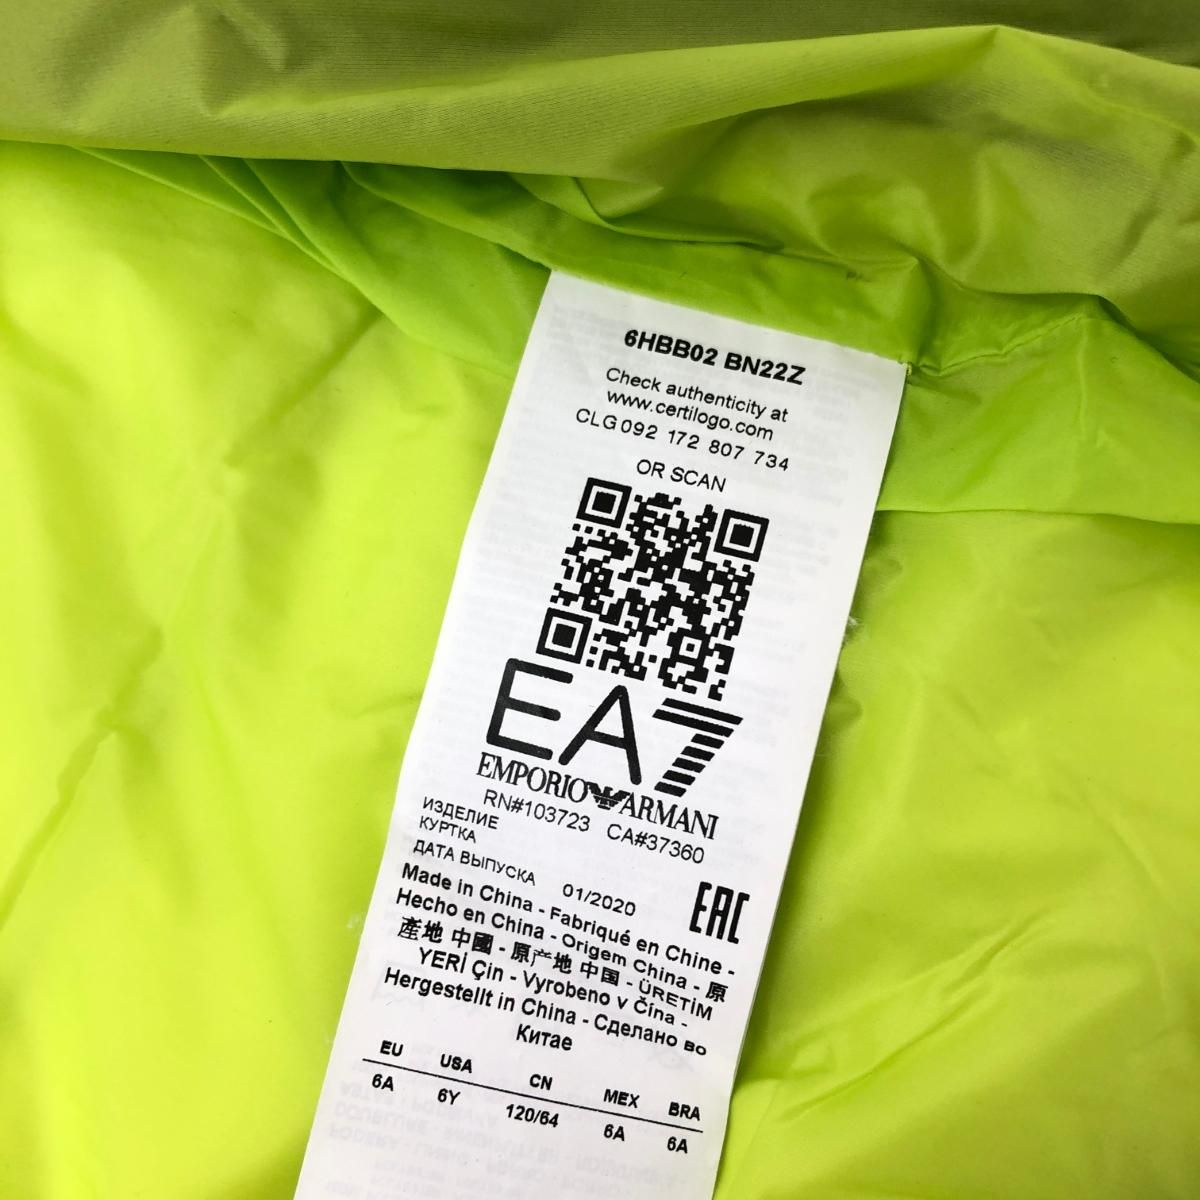 6HBB02 BN22Z
Check authenticity at
www.certilogo.com
CLG092 172 807 734
OR SCAN
EA7
EMPORIO ARMANI
RN#103723 CA#37360
ИЗДЕЛИЕ
КУРТКА
ДАТА ВЫПУСКА 01/2020
EAC
Made in China - Fabriqué en Chine -
Hecho en China - Origem China - 原
産地 中國 - 原产地 中国 - ÜRETİM
YERİ Çin - Vyrobeno v Čína -
Hergestellt in China - Сделано во
Китае
EU USA CN MEX BRA
6A 6Y 120/64 6A 6A